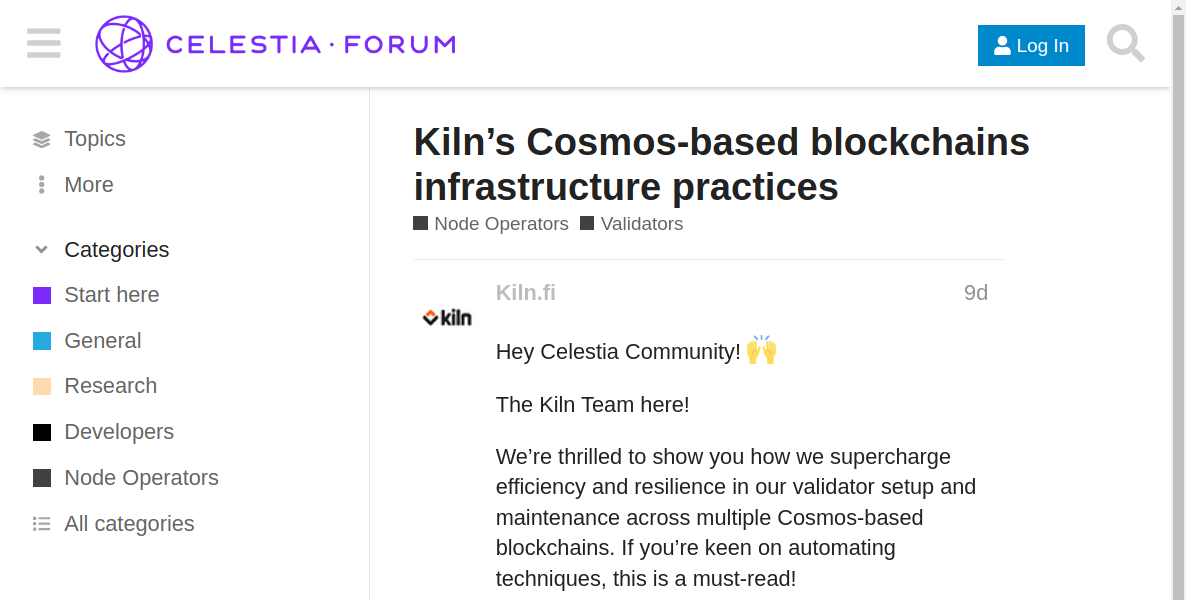 CELESTIA · FORUM
Log In
Topics
More
Categories
Start here
General
Research
Developers
Node Operators
All categories
Kiln’s Cosmos-based blockchains
infrastructure practices
Node Operators Validators
Kiln.fi 9d
kiln
Hey Celestia Community! 🙌
The Kiln Team here!
We’re thrilled to show you how we supercharge
efficiency and resilience in our validator setup and
maintenance across multiple Cosmos-based
blockchains. If you’re keen on automating
techniques, this is a must-read!